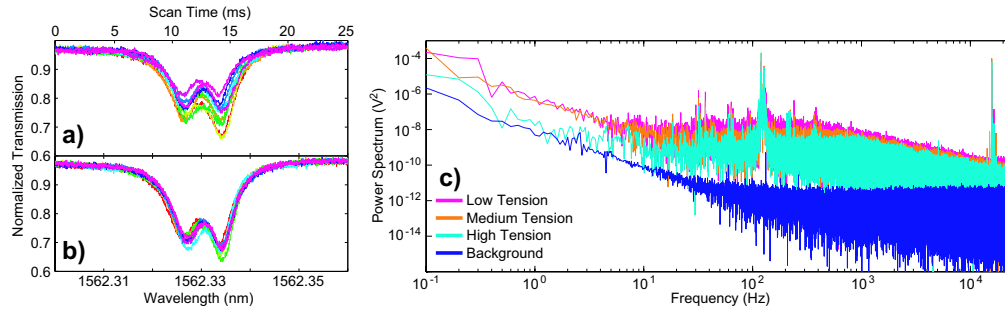 Scan Time (ms)
0 5 10 15 20 25
Normalized Transmission
0.9
0.8
0.7
0.6
a)
0.9
0.8
0.7
0.6
b)
1562.31 1562.33 1562.35
Wavelength (nm)
Power Spectrum (V²)
10⁻⁴
10⁻⁶
10⁻⁸
10⁻¹⁰
10⁻¹²
10⁻¹⁴
c)
Low Tension
Medium Tension
High Tension
Background
10⁻¹ 10⁰ 10¹ 10² 10³ 10⁴
Frequency (Hz)